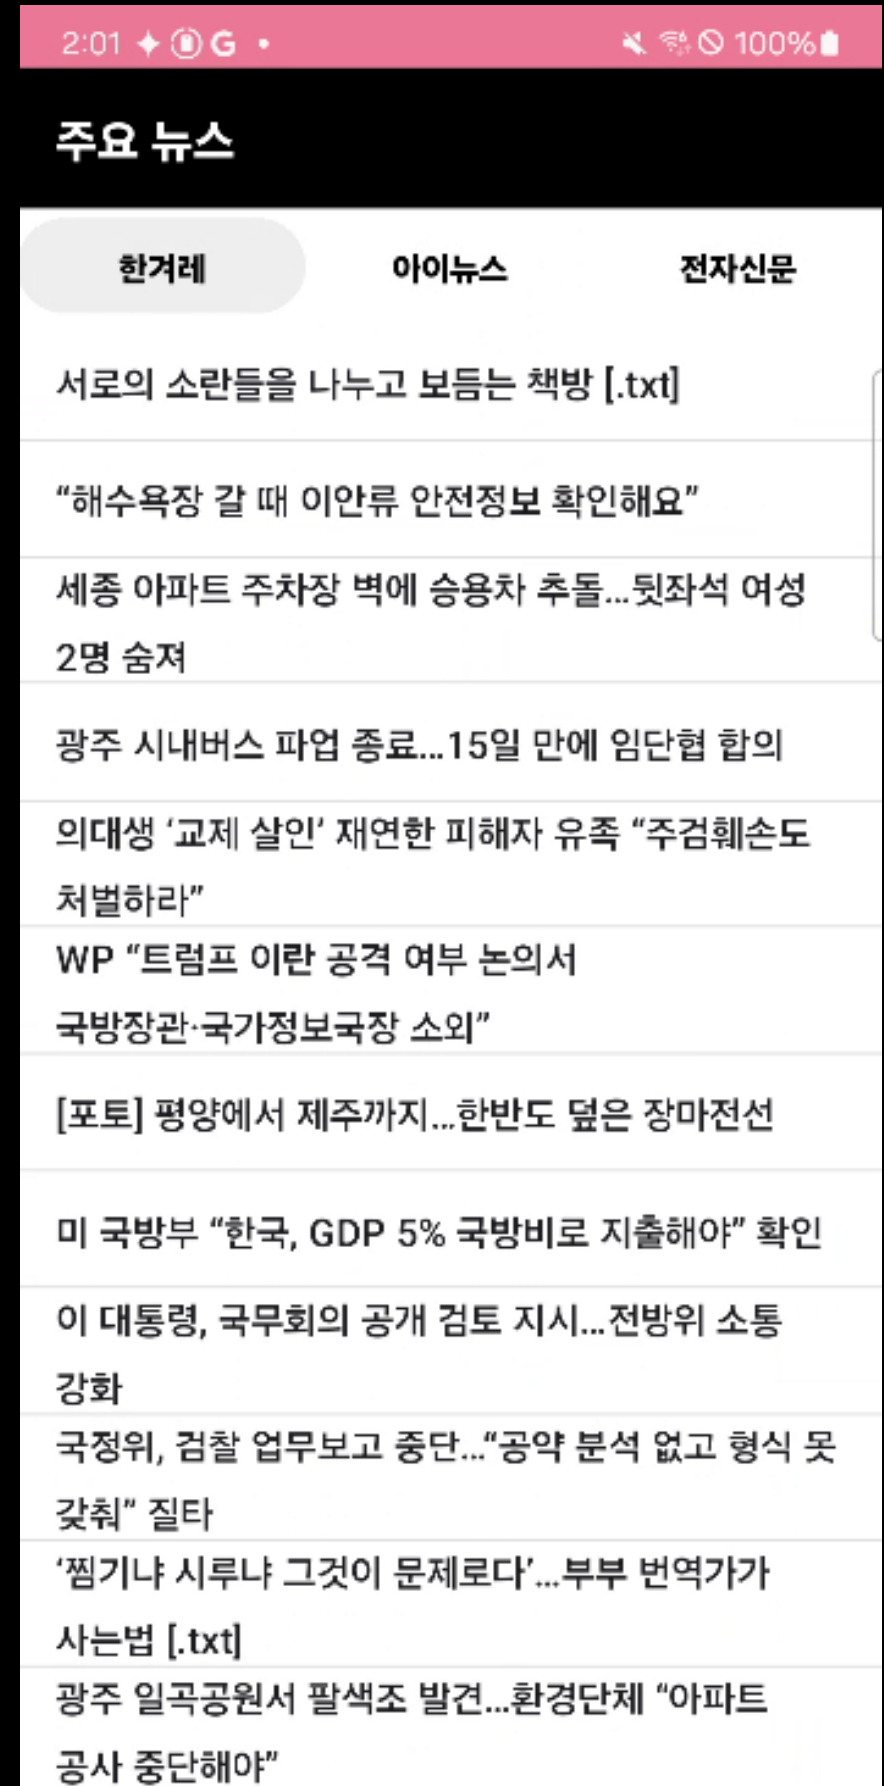 2:01 G 100%
주요 뉴스
한겨레 아이뉴스 전자신문
서로의 소란들을 나누고 보듬는 책방 [.txt]
“해수욕장 갈 때 이안류 안전정보 확인해요”
세종 아파트 주차장 벽에 승용차 추돌...뒷좌석 여성
2명 숨져
광주 시내버스 파업 종료...15일 만에 임단협 합의
의대생 ‘교제 살인’ 재연한 피해자 유족 “주검훼손도
처벌하라”
WP “트럼프 이란 공격 여부 논의서
국방장관·국가정보국장 소외”
[포토] 평양에서 제주까지...한반도 덮은 장마전선
미 국방부 “한국, GDP 5% 국방비로 지출해야” 확인
이 대통령, 국무회의 공개 검토 지시...전방위 소통
강화
국정위, 검찰 업무보고 중단...“공약 분석 없고 형식 못
갖춰” 질타
‘찜기냐 시루냐 그것이 문제로다’...부부 번역가가
사는법 [.txt]
광주 일곡공원서 팔색조 발견...환경단체 “아파트
공사 중단해야”